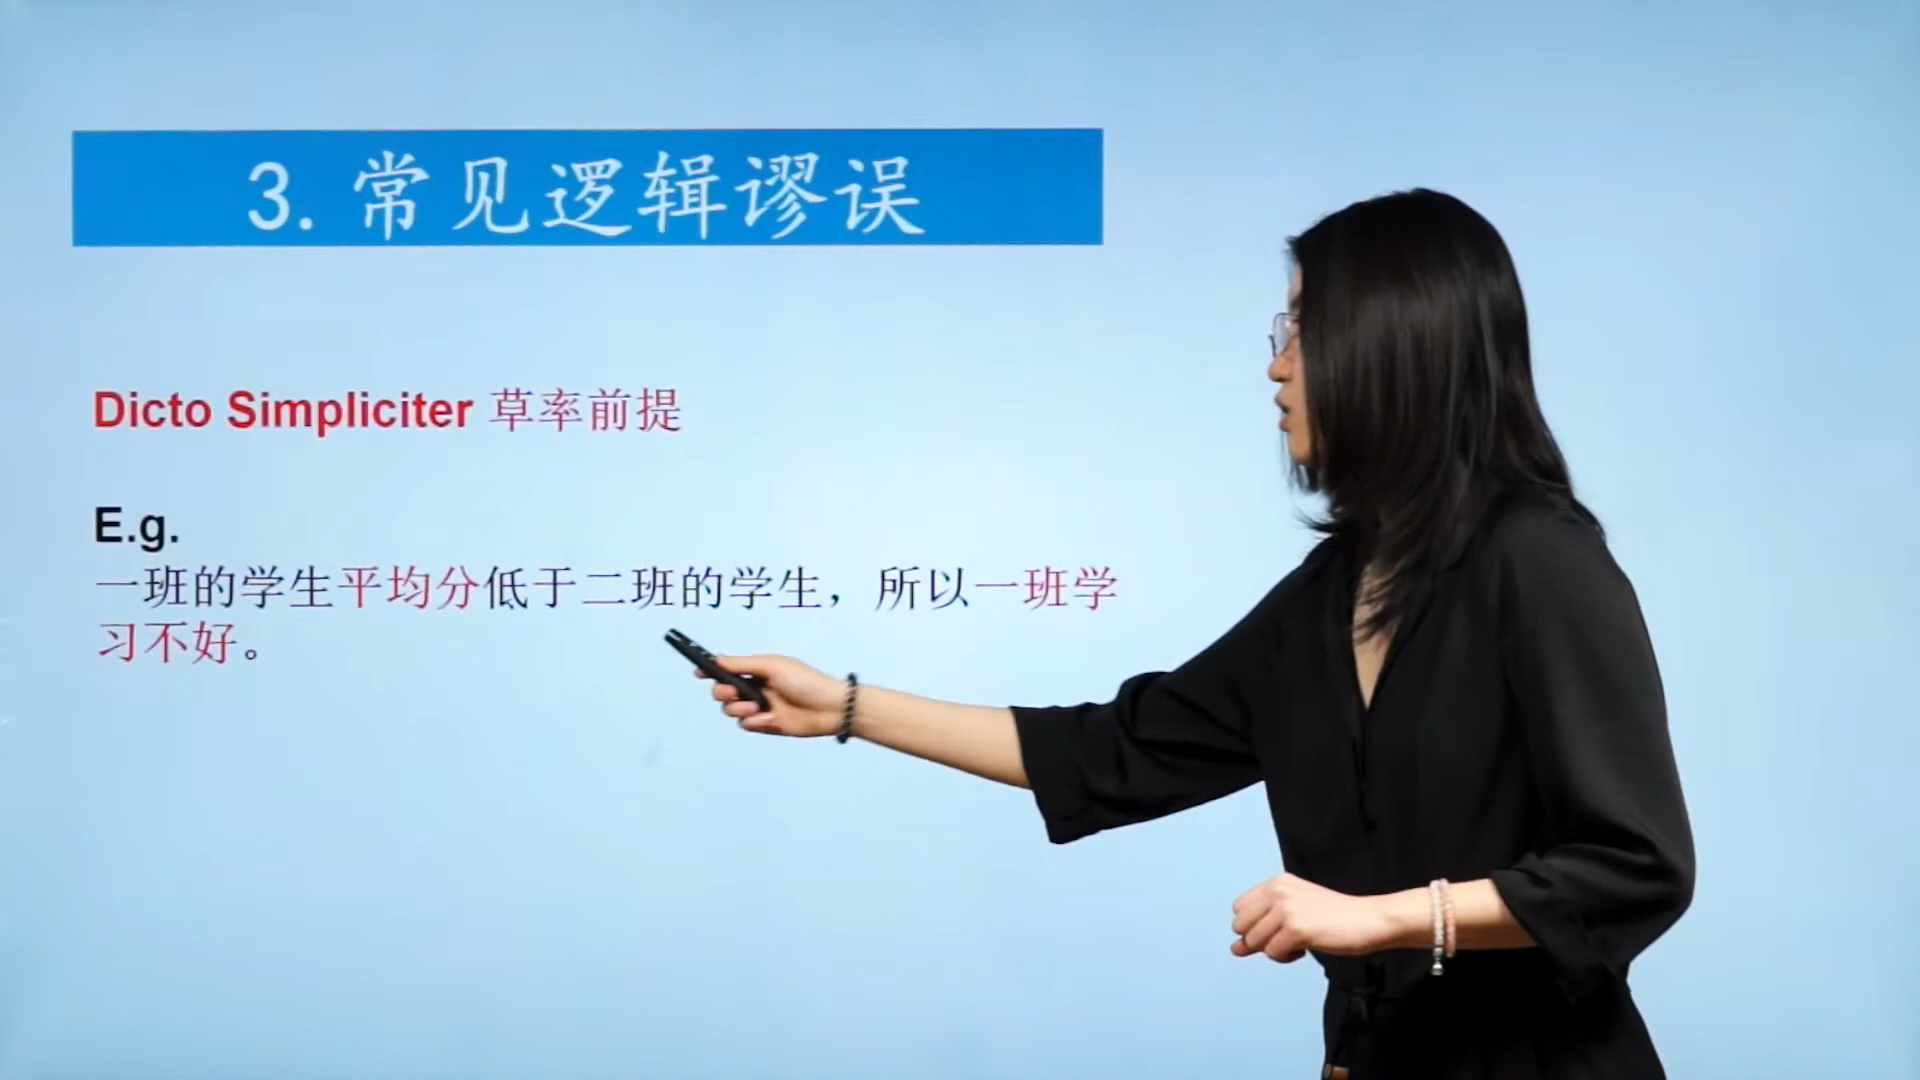 3. 常见逻辑谬误
Dicto Simpliciter 草率前提
E.g.
一班的学生平均分低于二班的学生，所以一班学
习不好。